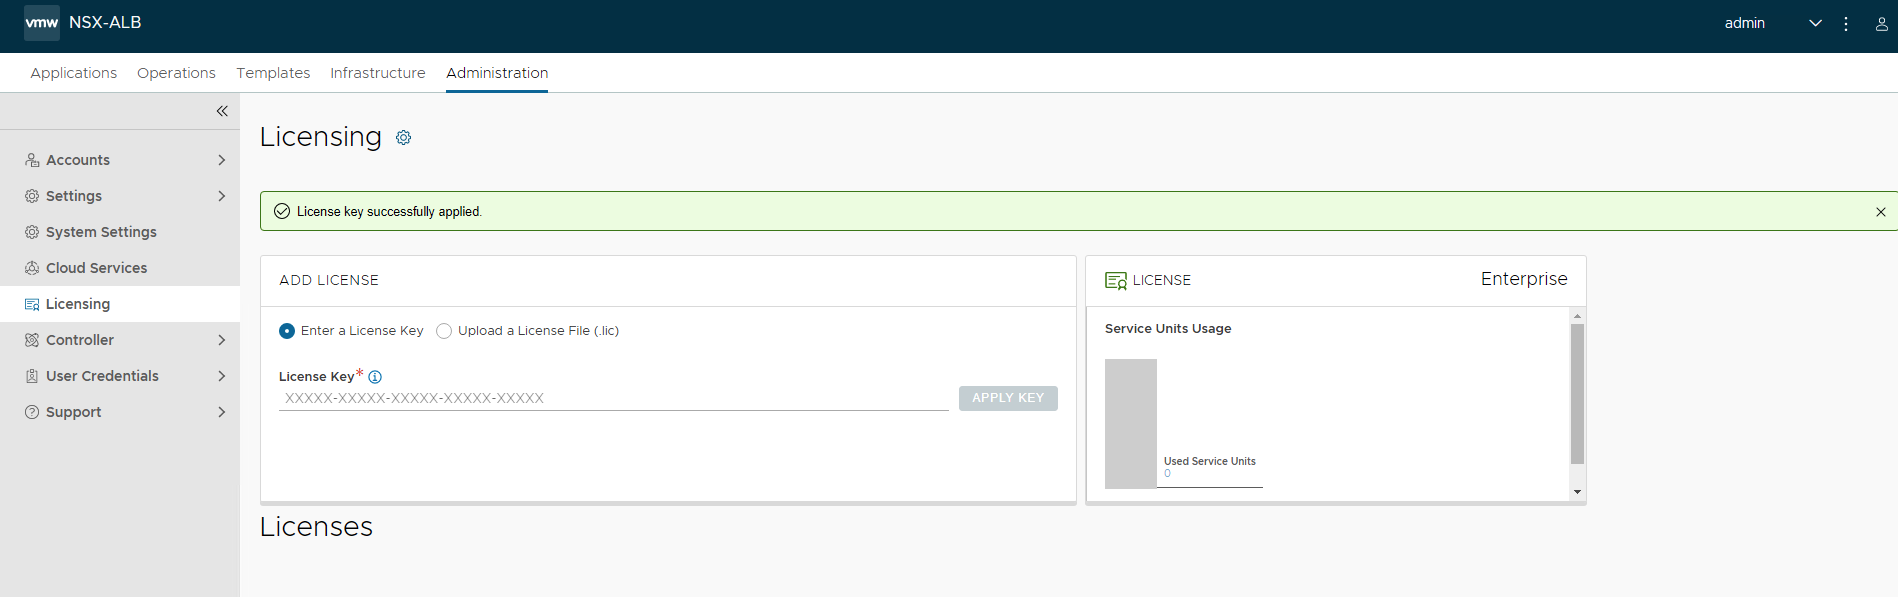 vmw NSX-ALB admin
Applications Operations Templates Infrastructure Administration
Licensing
Accounts
Settings
System Settings
Cloud Services
Licensing
Controller
User Credentials
Support
License key successfully applied.
ADD LICENSE
Enter a License Key Upload a License File (.lic)
License Key*
XXXXX-XXXXX-XXXXX-XXXXX-XXXXX
APPLY KEY
LICENSE Enterprise
Service Units Usage
Used Service Units
0
Licenses